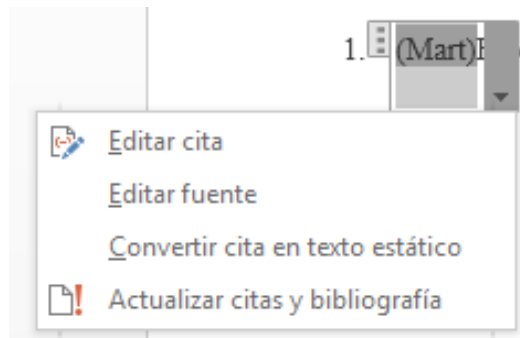 1. (Mart)
Editar cita
Editar fuente
Convertir cita en texto estático
Actualizar citas y bibliografía